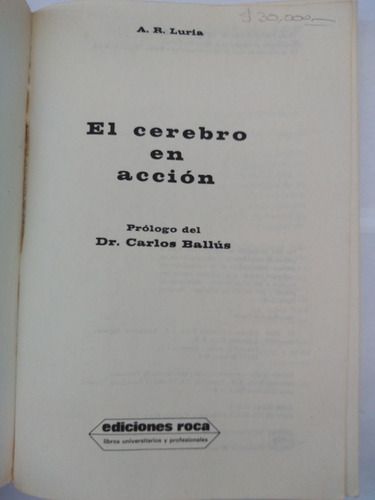 $ 30,000
A. R. Luria
El cerebro
en
acción
Prólogo del
Dr. Carlos Ballús
ediciones roca
libros universitarios y profesionales